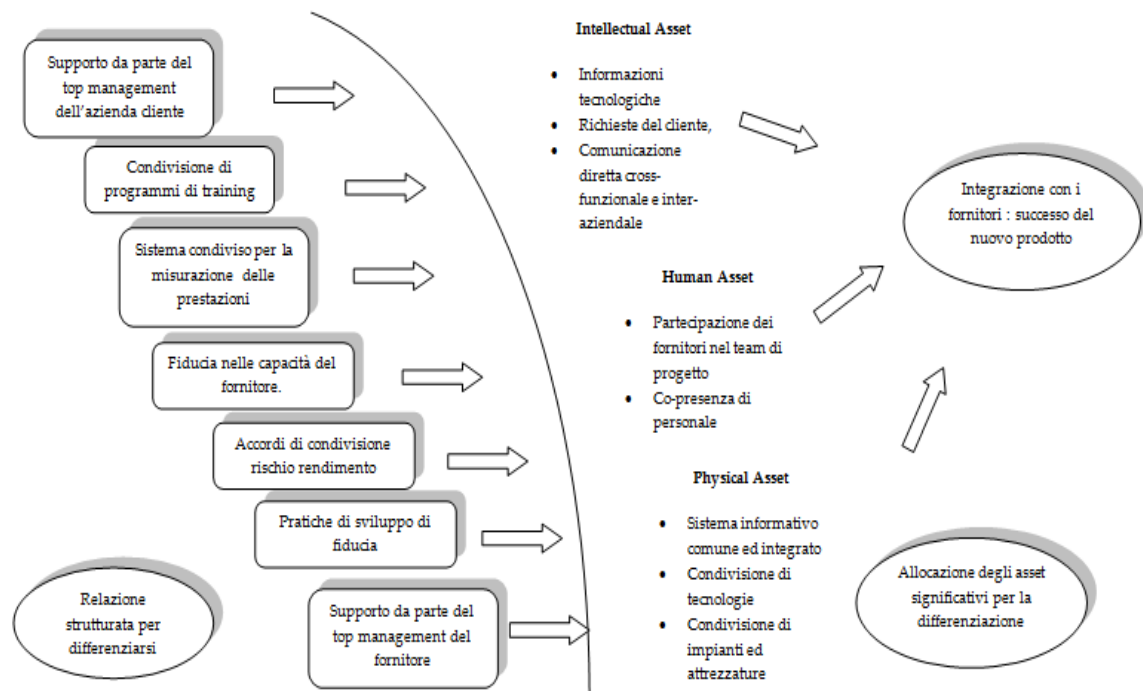 Supporto da parte del
top management
dell'azienda cliente
Condivisione di
programmi di training
Sistema condiviso per la
misurazione delle
prestazioni
Fiducia nelle capacità del
fornitore.
Accordi di condivisione
rischio rendimento
Pratiche di sviluppo di
fiducia
Supporto da parte del
top management del
fornitore
Relazione
strutturata per
differenziarsi
Intellectual Asset
• Informazioni
tecnologiche
• Richieste del cliente,
• Comunicazione
diretta cross-
funzionale e inter-
aziendale
Human Asset
• Partecipazione dei
fornitori nel team di
progetto
• Co-presenza di
personale
Physical Asset
• Sistema informativo
comune ed integrato
• Condivisione di
tecnologie
• Condivisione di
impianti ed
attrezzature
Integrazione con i
fornitori : successo del
nuovo prodotto
Allocazione degli asset
significativi per la
differenziazione